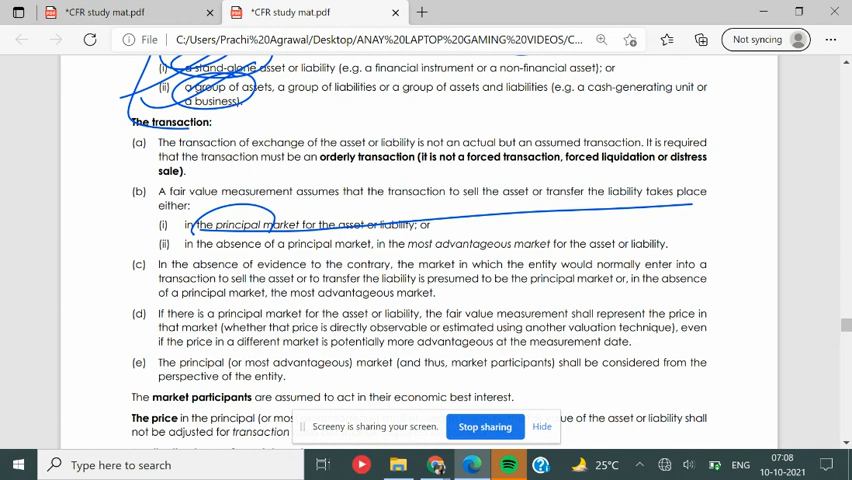 *CFR study mat.pdf
*CFR study mat.pdf
File
C:/Users/Prachi%20Agrawal/Desktop/ANAY%20LAPTOP%20GAMING%20VIDEOS/C...
Not syncing
(i) a stand-alone asset or liability (e.g. a financial instrument or a non-financial asset); or
(ii) a group of assets, a group of liabilities or a group of assets and liabilities (e.g. a cash-generating unit or
a business).
The transaction:
(a) The transaction of exchange of the asset or liability is not an actual but an assumed transaction. It is required
that the transaction must be an orderly transaction (it is not a forced transaction, forced liquidation or distress
sale).
(b) A fair value measurement assumes that the transaction to sell the asset or transfer the liability takes place
either:
(i) in the principal market for the asset or liability; or
(ii) in the absence of a principal market, in the most advantageous market for the asset or liability.
(c) In the absence of evidence to the contrary, the market in which the entity would normally enter into a
transaction to sell the asset or to transfer the liability is presumed to be the principal market or, in the absence
of a principal market, the most advantageous market.
(d) If there is a principal market for the asset or liability, the fair value measurement shall represent the price in
that market (whether that price is directly observable or estimated using another valuation technique), even
if the price in a different market is potentially more advantageous at the measurement date.
(e) The principal (or most advantageous) market (and thus, market participants) shall be considered from the
perspective of the entity.
The market participants are assumed to act in their economic best interest.
The price in the principal (or mos
ue of the asset or liability shall
not be adjusted for transaction
Screeny is sharing your screen.
Stop sharing
Hide
Type here to search
25°C
ENG
07:08
10-10-2021